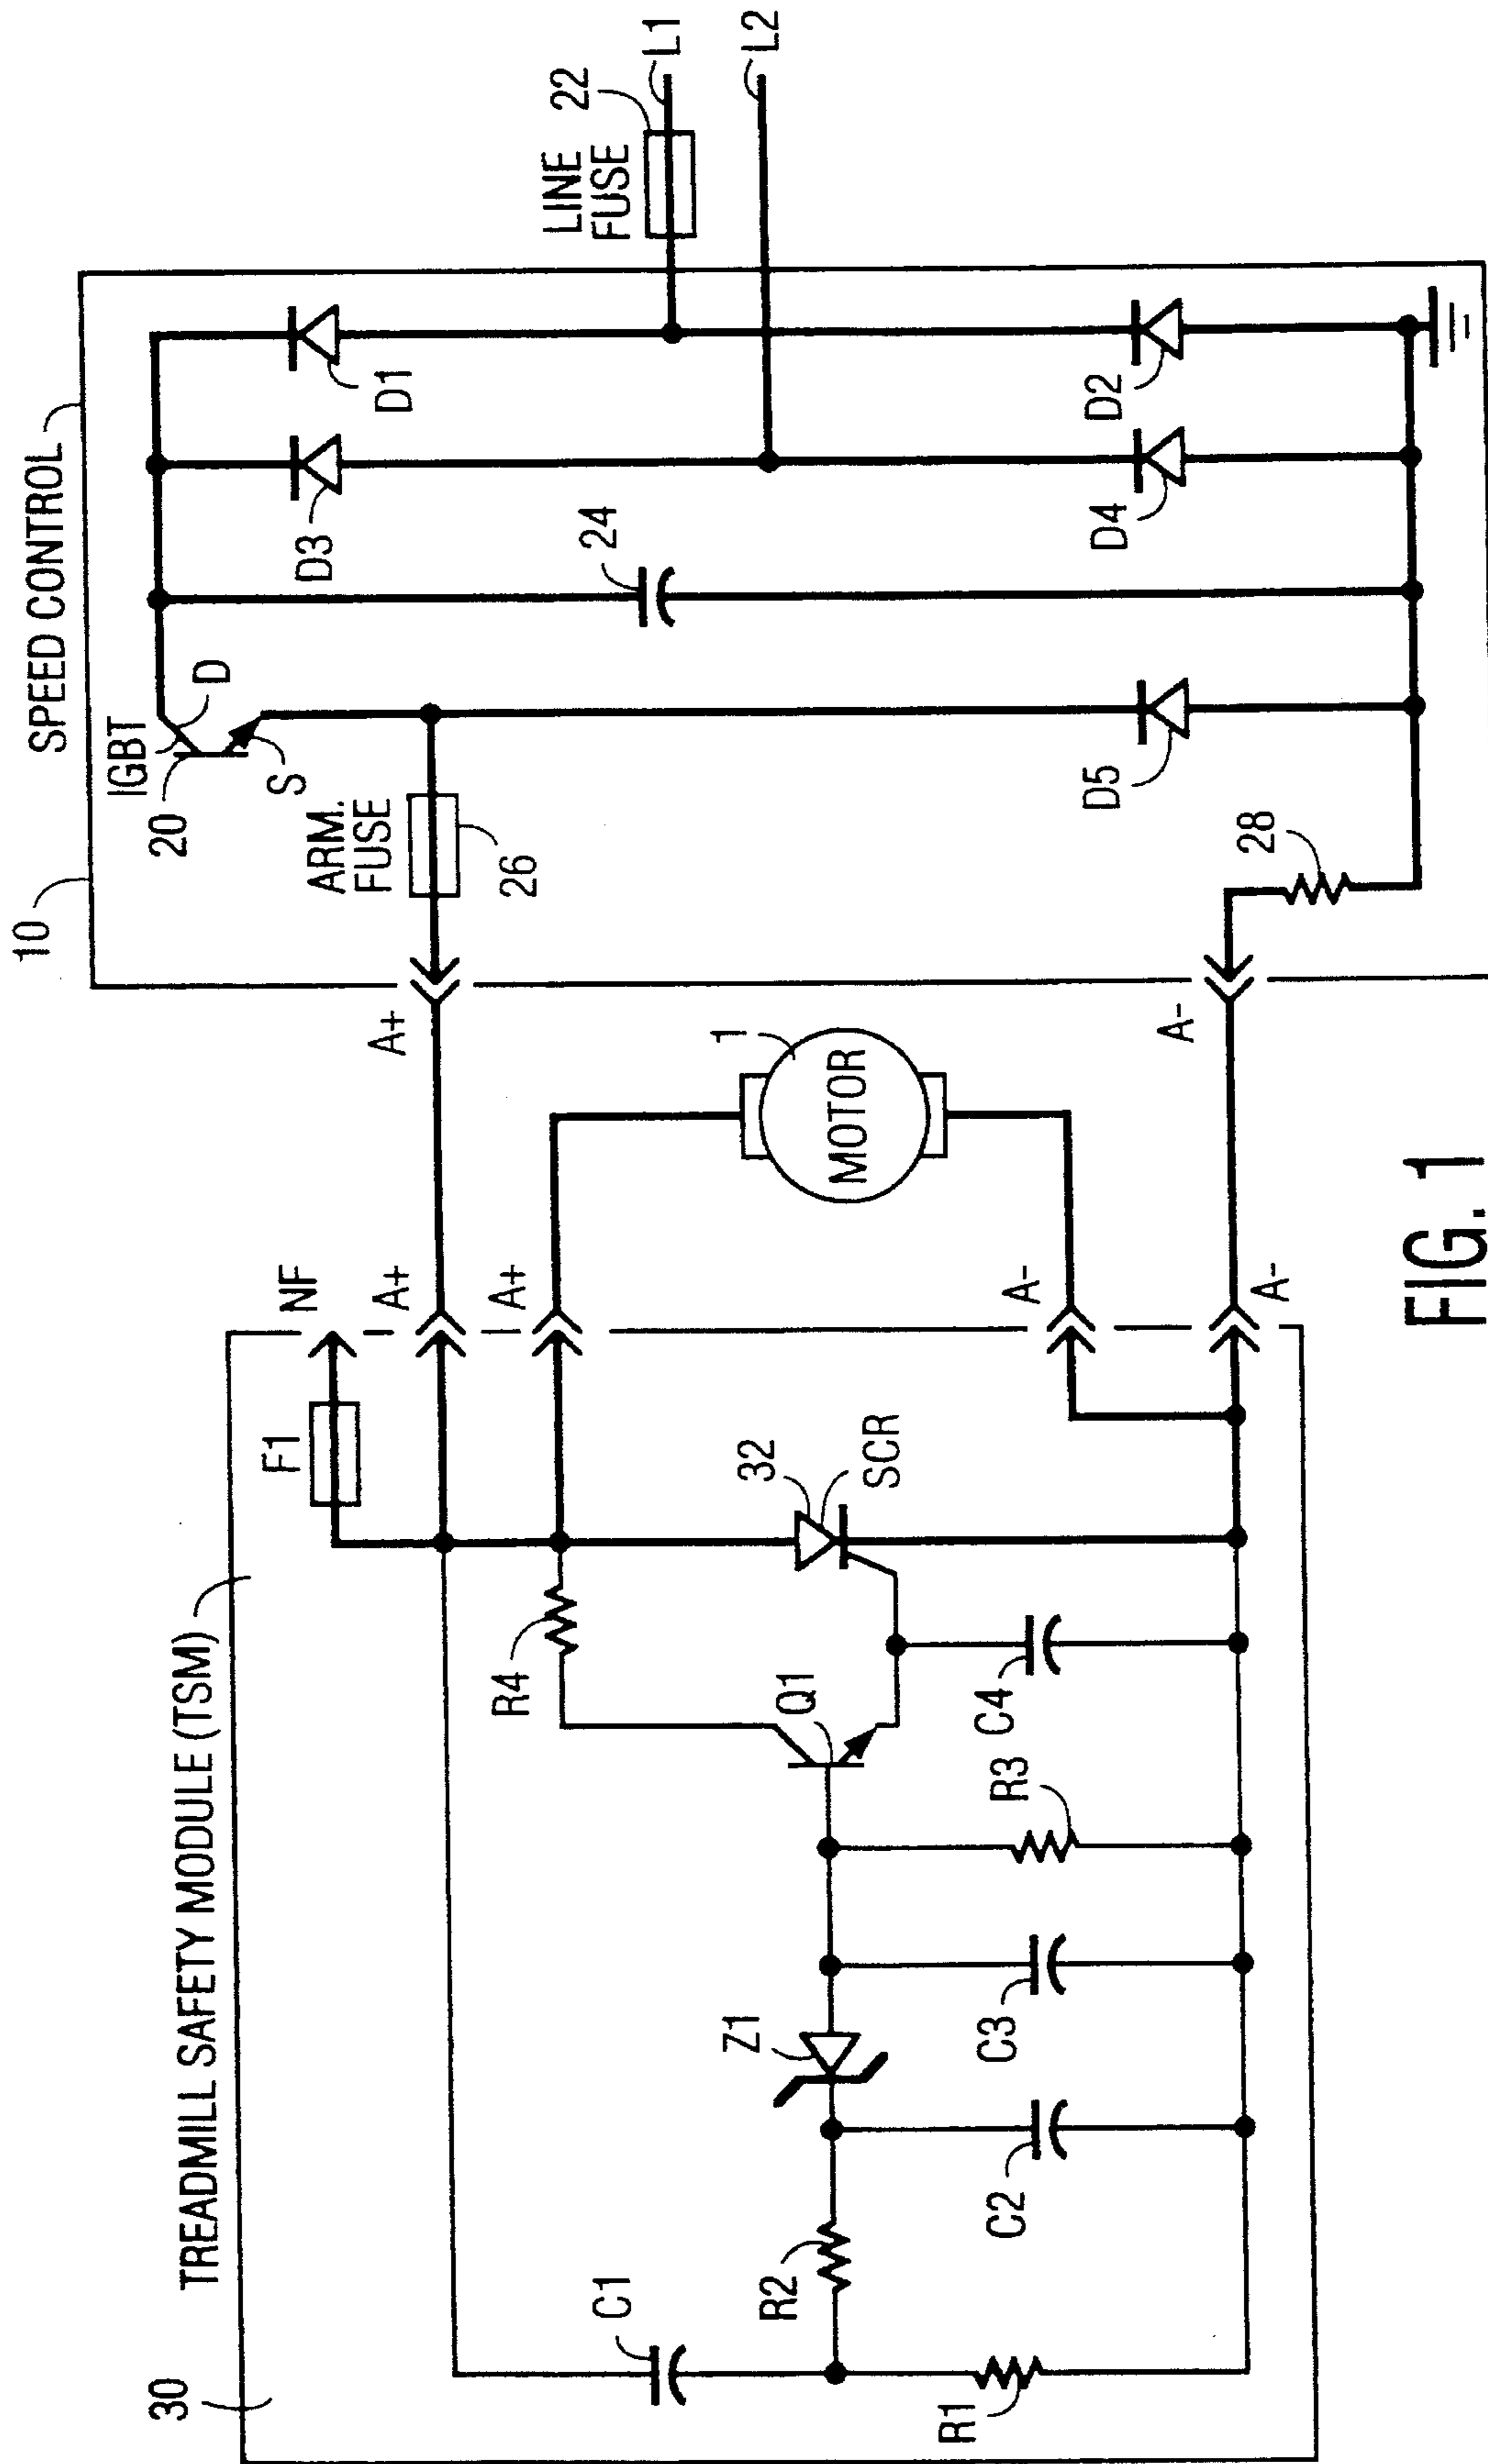 TREADMILL SAFETY MODULE (TSM)
30
F1
NF
A+
A+
R4
32
SCR
C1
R2
Z1
Q1
C2
C3
R3
C4
R1
A-
A-
1
MOTOR
A+
A-
SPEED CONTROL
10
IGBT
20
D
S
ARM.
FUSE
26
D3
D1
24
D5
D4
D2
28
LINE
FUSE
22
L1
L2
FIG. 1